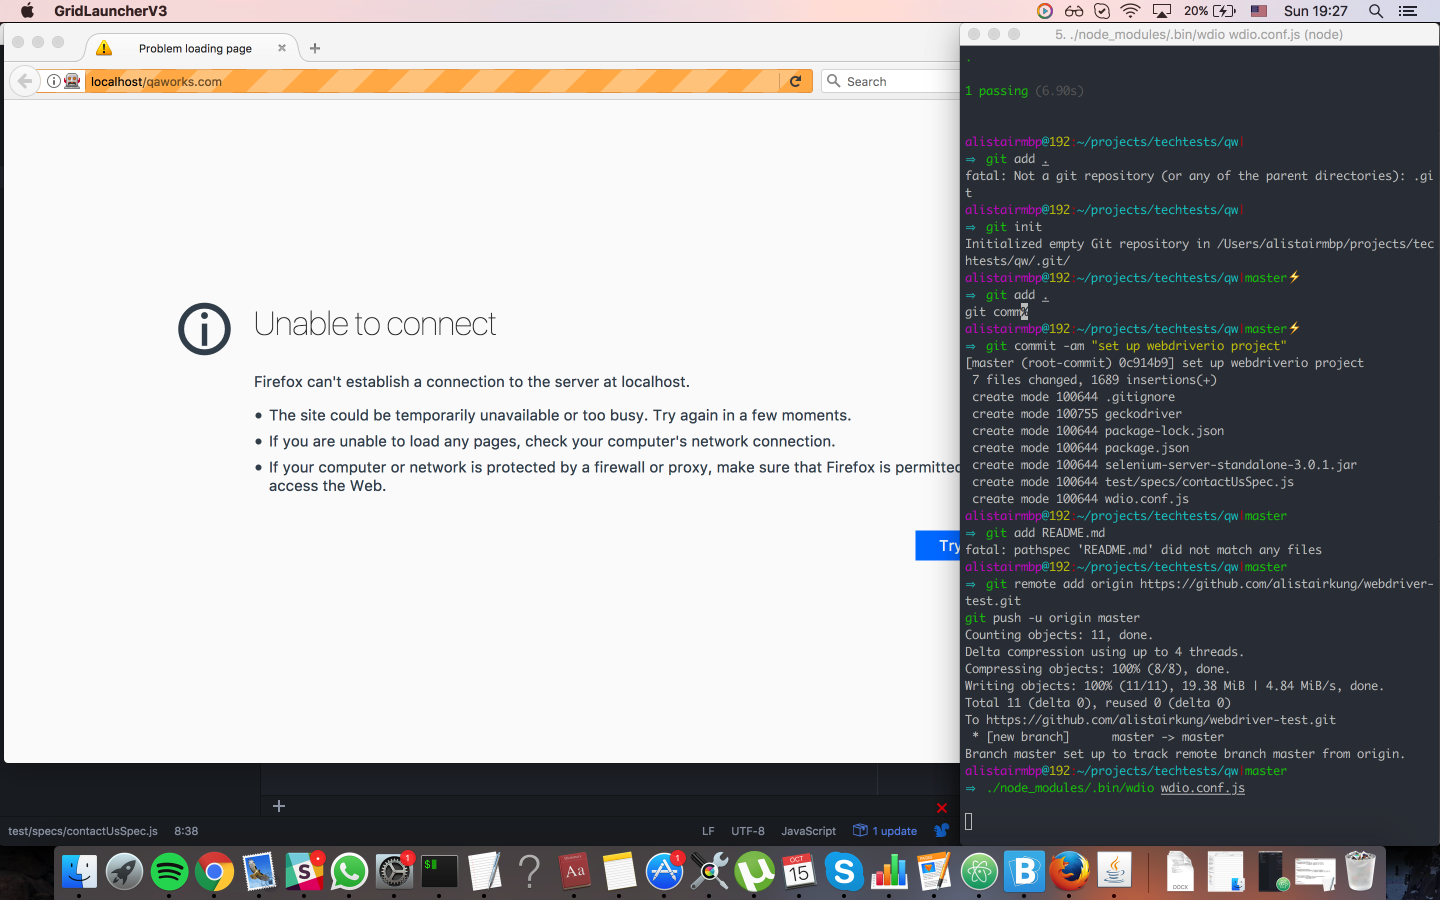 GridLauncherV3
20%
Sun 19:27
Problem loading page
localhost/qaworks.com
Search
Unable to connect
Firefox can't establish a connection to the server at localhost.
The site could be temporarily unavailable or too busy. Try again in a few moments.
If you are unable to load any pages, check your computer's network connection.
If your computer or network is protected by a firewall or proxy, make sure that Firefox is permitted
access the Web.
Try
5. ./node_modules/.bin/wdio wdio.conf.js (node)
.
1 passing (6.90s)
alistairmbp@192 ~/projects/techtests/qw
⇒ git add .
fatal: Not a git repository (or any of the parent directories): .gi
t
alistairmbp@192 ~/projects/techtests/qw
⇒ git init
Initialized empty Git repository in /Users/alistairmbp/projects/tec
htests/qw/.git/
alistairmbp@192 ~/projects/techtests/qw master⚡
⇒ git add .
git comm
alistairmbp@192 ~/projects/techtests/qw master⚡
⇒ git commit -am "set up webdriverio project"
[master (root-commit) 0c914b9] set up webdriverio project
7 files changed, 1689 insertions(+)
create mode 100644 .gitignore
create mode 100755 geckodriver
create mode 100644 package-lock.json
create mode 100644 package.json
create mode 100644 selenium-server-standalone-3.0.1.jar
create mode 100644 test/specs/contactUsSpec.js
create mode 100644 wdio.conf.js
alistairmbp@192 ~/projects/techtests/qw master
⇒ git add README.md
fatal: pathspec 'README.md' did not match any files
alistairmbp@192 ~/projects/techtests/qw master
⇒ git remote add origin https://github.com/alistairkung/webdriver-
test.git
git push -u origin master
Counting objects: 11, done.
Delta compression using up to 4 threads.
Compressing objects: 100% (8/8), done.
Writing objects: 100% (11/11), 19.38 MiB | 4.84 MiB/s, done.
Total 11 (delta 0), reused 0 (delta 0)
To https://github.com/alistairkung/webdriver-test.git
* [new branch] master -> master
Branch master set up to track remote branch master from origin.
alistairmbp@192 ~/projects/techtests/qw master
⇒ ./node_modules/.bin/wdio wdio.conf.js
test/specs/contactUsSpec.js 8:38
LF UTF-8 JavaScript 1 update
1
$
Aa
1
OCT
15
DOCX